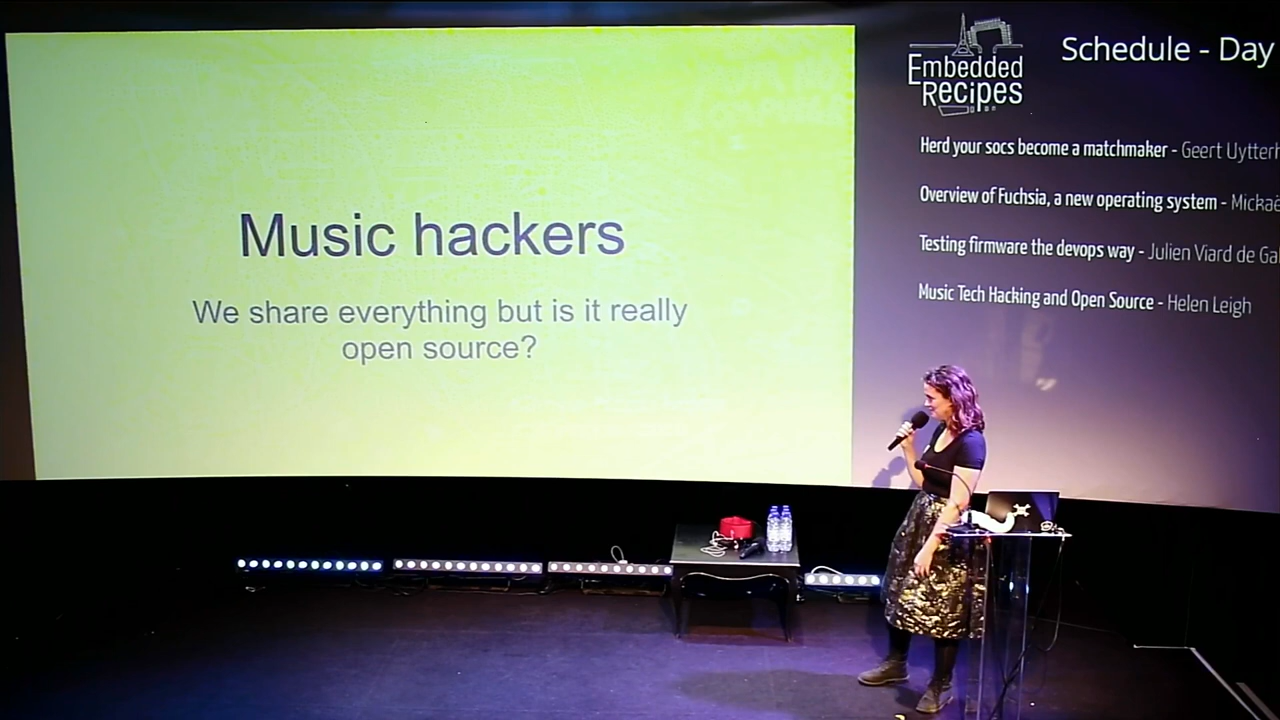 Music hackers
We share everything but is it really
open source?
Embedded
Recipes
Schedule - Day
Herd your socs become a matchmaker - Geert
Overview of Fuchsia, a new operating system -
Testing firmware the devops way - Julien Viard de
Music Tech Hacking and Open Source - Helen Leigh